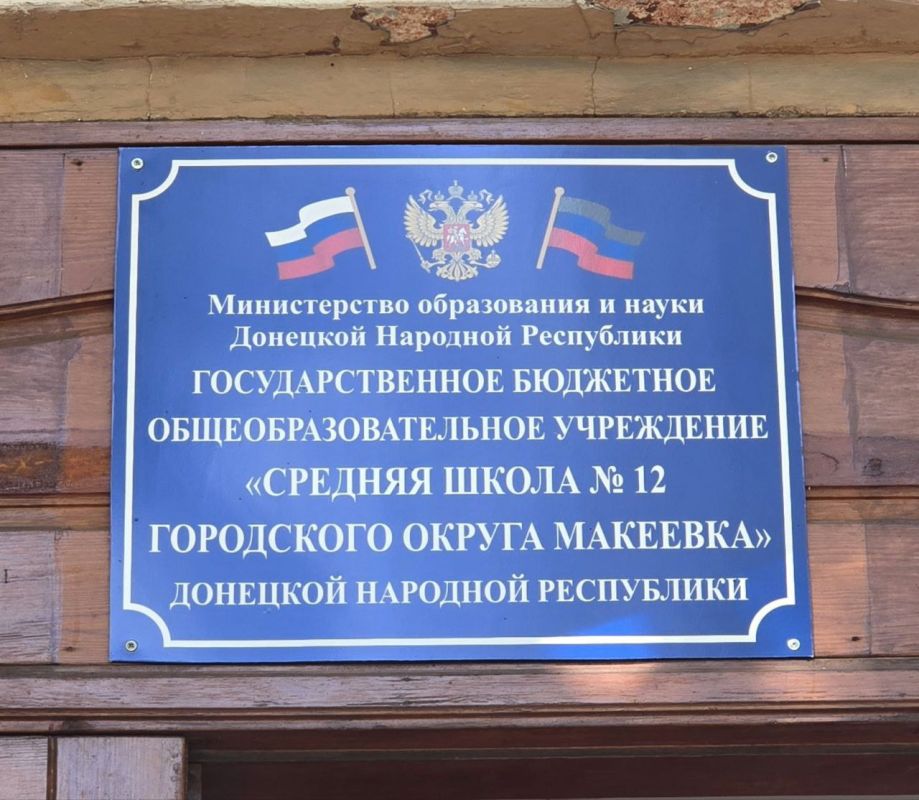 Министерство образования и науки
Донецкой Народной Республики
ГОСУДАРСТВЕННОЕ БЮДЖЕТНОЕ
ОБЩЕОБРАЗОВАТЕЛЬНОЕ УЧРЕЖДЕНИЕ
«СРЕДНЯЯ ШКОЛА № 12
ГОРОДСКОГО ОКРУГА МАКЕЕВКА»
ДОНЕЦКОЙ НАРОДНОЙ РЕСПУБЛИКИ